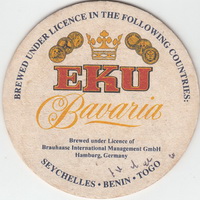 BREWED UNDER LICENCE IN THE FOLLOWING COUNTRIES:
EKU
Bavaria
Brewed under Licence of
Brauhaase International Management GmbH
Hamburg, Germany
SEYCHELLES · BENIN · TOGO